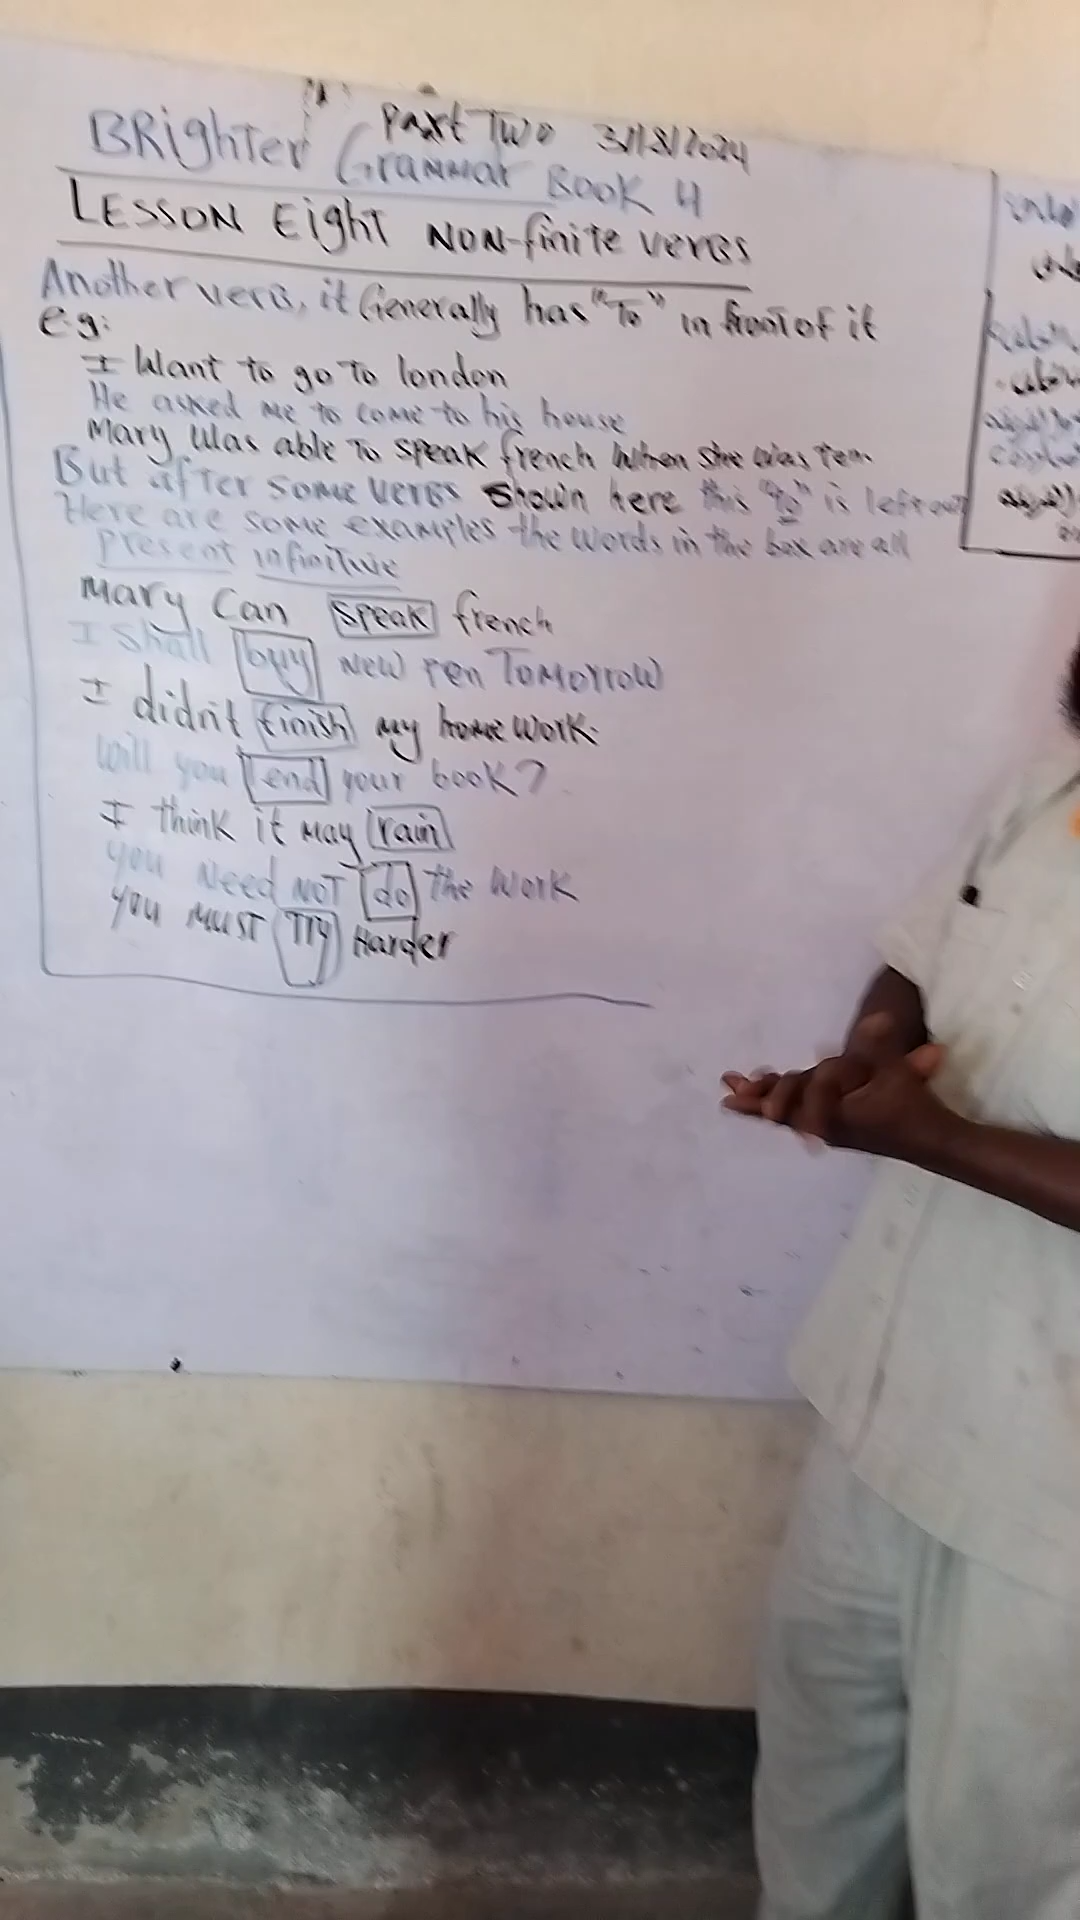 Part Two 31/8/2024
BRighTer Grammar Book 4
LESSON Eight NON-finite verbs
Another verb, it Generally has "To" in front of it
e.g:
I Want to go To london
He asked me to come to his house
Mary Was able To speak french When she was Ten
But after some verbs shown here this "to" is left out
Here are some examples the words in the box are all
present infinitive
Mary Can speak french
I shall buy new pen Tomorrow
I didn't finish my home work.
Will you lend your book?
I think it may rain
you Need NOT do the work
you must Try Harder